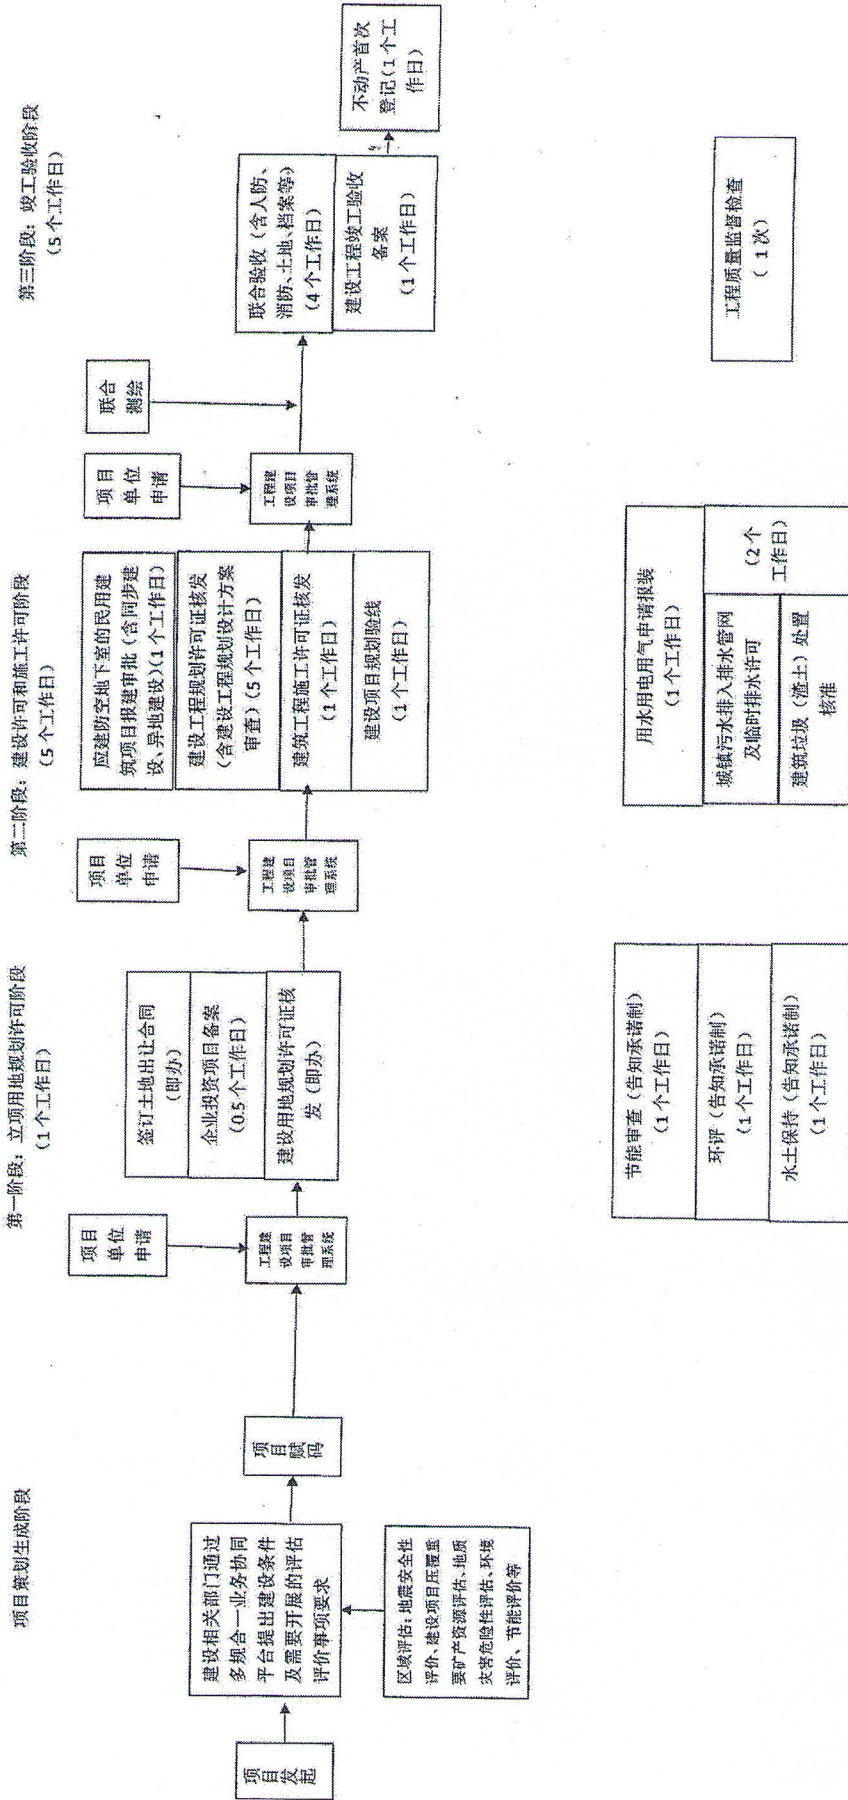 项目策划生成阶段
项目
发
起
建设相关部门通过
多规合一业务协同
平台提出建设条件
及需要开展的评估
评价事项要求
区域评估：地震安全性
评价、建设项目压覆重
要矿产资源评估、地质
灾害危险性评估、环境
评价、节能评价等
项
目
赋
码
第一阶段：立项用地规划许可阶段
（1个工作日）
项目
单位
申请
工程建
设项目
审批管
理系统
签订土地出让合同
（即办）
企业投资项目备案
（0.5个工作日）
建设用地规划许可证核
发（即办）
节能审查（告知承诺制）
（1个工作日）
环评（告知承诺制）
（1个工作日）
水土保持（告知承诺制）
（1个工作日）
第二阶段：建设许可和施工许可阶段
（5个工作日）
项目
单位
申请
工程建
设项目
审批管
理系统
应建防空地下室的民用建
筑项目报建审批（含同步建
设、异地建设）（1个工作日）
建设工程规划许可证核发
（含建设工程规划设计方案
审查）（5个工作日）
建筑工程施工许可证核发
（1个工作日）
建设项目规划验线
（1个工作日）
用水用电用气申请报装
（1个工作日）
城镇污水排入排水管网
及临时排水许可
建筑垃圾（渣土）处置
核准
（2个
工作日）
第三阶段：竣工验收阶段
（5个工作日）
项目
单位
申请
工程建
设项目
审批管
理系统
联合
测绘
联合验收（含人防、
消防、土地、档案等）
（4个工作日）
建设工程竣工验收
备案
（1个工作日）
不动产首次
登记（1个工
作日）
工程质量监督检查
（1次）